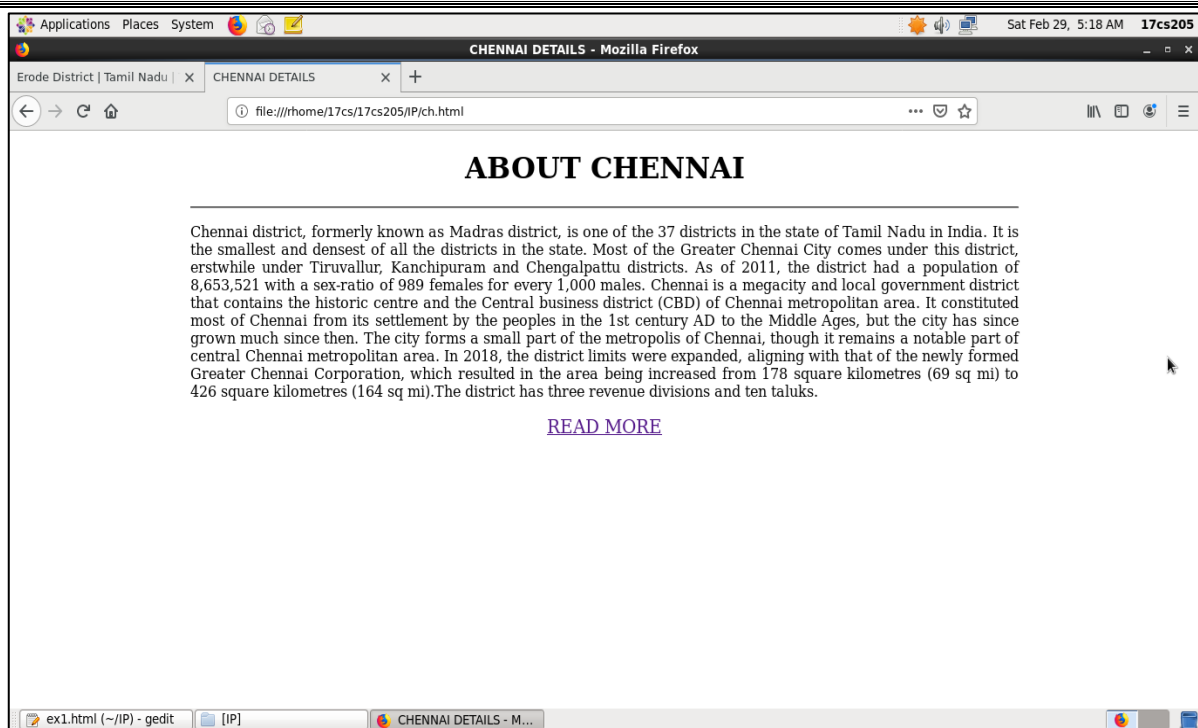 Applications Places System Sat Feb 29, 5:18 AM 17cs205
CHENNAI DETAILS - Mozilla Firefox
Erode District | Tamil Nadu | CHENNAI DETAILS
file:///rhome/17cs/17cs205/IP/ch.html
ABOUT CHENNAI
Chennai district, formerly known as Madras district, is one of the 37 districts in the state of Tamil Nadu in India. It is
the smallest and densest of all the districts in the state. Most of the Greater Chennai City comes under this district,
erstwhile under Tiruvallur, Kanchipuram and Chengalpattu districts. As of 2011, the district had a population of
8,653,521 with a sex-ratio of 989 females for every 1,000 males. Chennai is a megacity and local government district
that contains the historic centre and the Central business district (CBD) of Chennai metropolitan area. It constituted
most of Chennai from its settlement by the peoples in the 1st century AD to the Middle Ages, but the city has since
grown much since then. The city forms a small part of the metropolis of Chennai, though it remains a notable part of
central Chennai metropolitan area. In 2018, the district limits were expanded, aligning with that of the newly formed
Greater Chennai Corporation, which resulted in the area being increased from 178 square kilometres (69 sq mi) to
426 square kilometres (164 sq mi).The district has three revenue divisions and ten taluks.
READ MORE
ex1.html (~/IP) - gedit [IP] CHENNAI DETAILS - M...